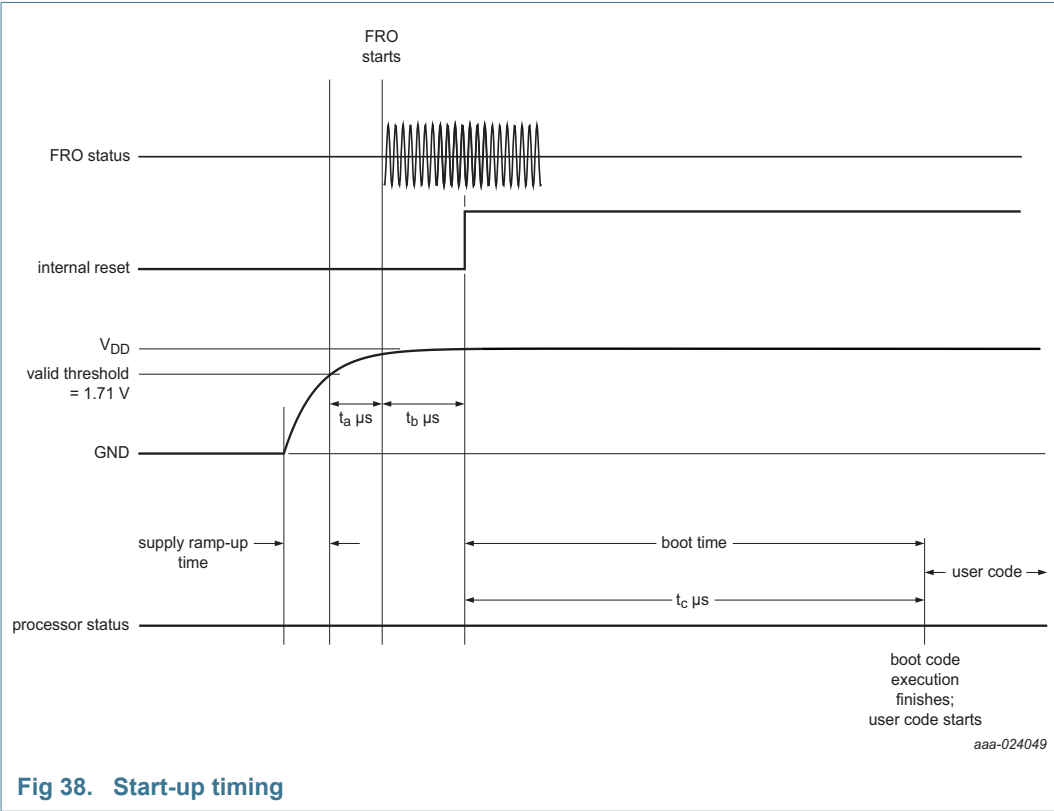 FRO
starts
FRO status
internal reset
VDD
valid threshold
= 1.71 V
ta μs
tb μs
GND
supply ramp-up
time
boot time
user code
tc μs
processor status
boot code
execution
finishes;
user code starts
aaa-024049
Fig 38. Start-up timing